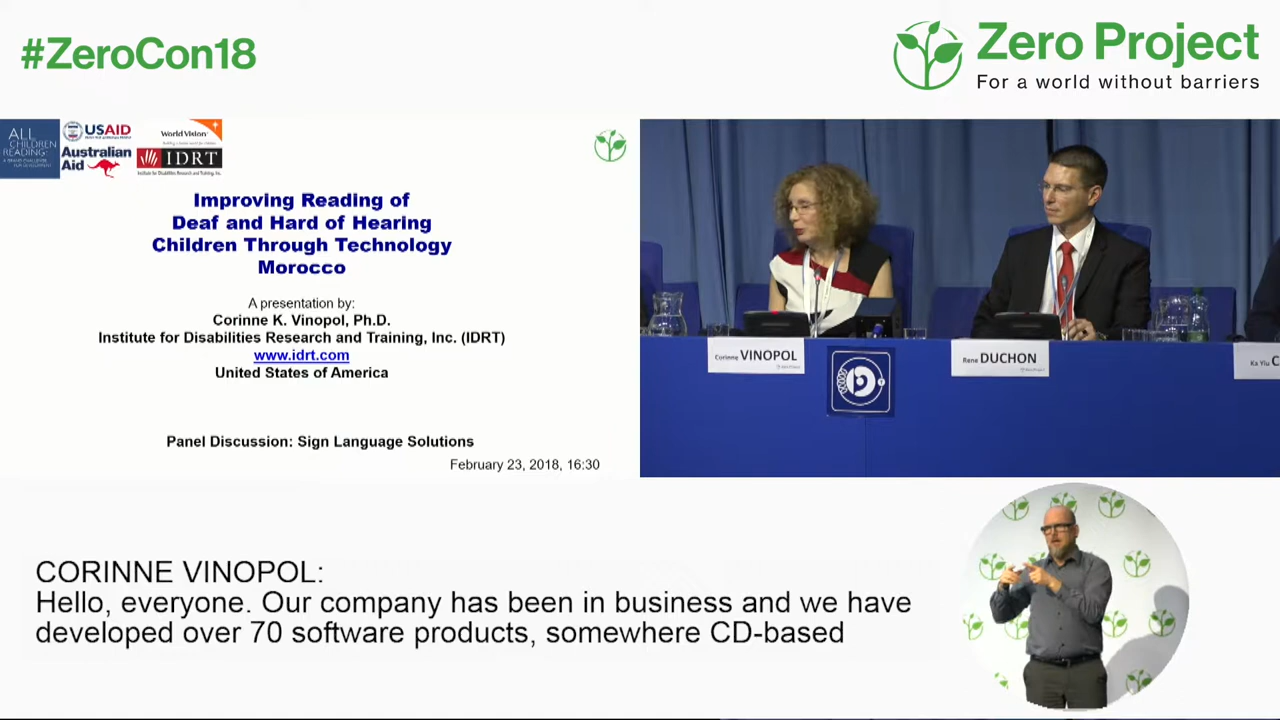 #ZeroCon18
Zero Project
For a world without barriers
ALL
CHILDREN
READING
USAID
Australian
Aid
World Vision
IDRT
Institute for Disabilities Research and Training, Inc.
Improving Reading of
Deaf and Hard of Hearing
Children Through Technology
Morocco
A presentation by:
Corinne K. Vinopol, Ph.D.
Institute for Disabilities Research and Training, Inc. (IDRT)
www.idrt.com
United States of America
Panel Discussion: Sign Language Solutions
February 23, 2018, 16:30
Corinne VINOPOL
Rene DUCHON
Ka Yiu C
CORINNE VINOPOL:
Hello, everyone. Our company has been in business and we have
developed over 70 software products, somewhere CD-based